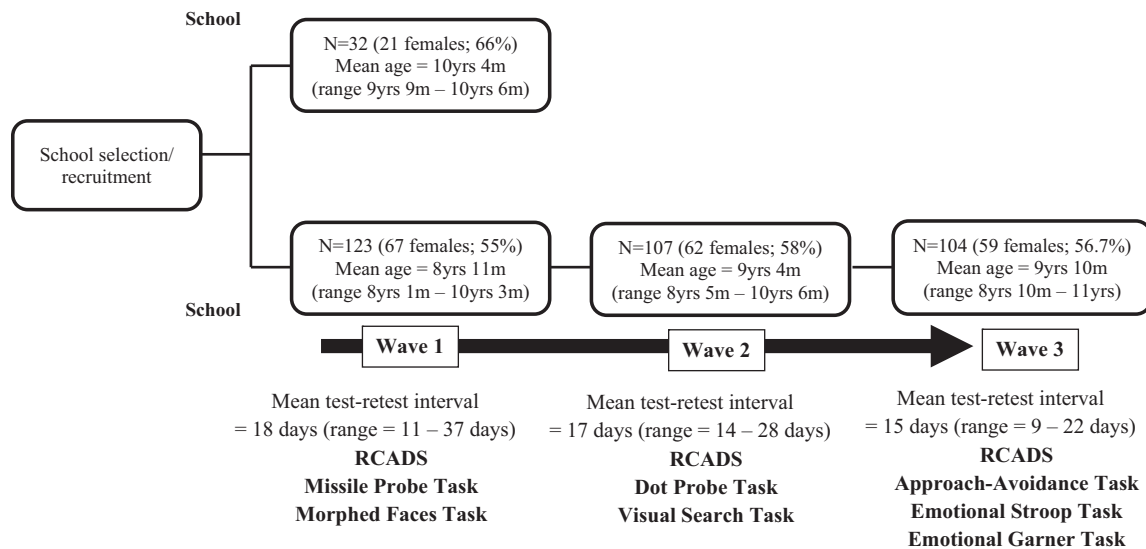 School
N=32 (21 females; 66%)
Mean age = 10yrs 4m
(range 9yrs 9m – 10yrs 6m)
School selection/
recruitment
N=123 (67 females; 55%)
Mean age = 8yrs 11m
(range 8yrs 1m – 10yrs 3m)
N=107 (62 females; 58%)
Mean age = 9yrs 4m
(range 8yrs 5m – 10yrs 6m)
N=104 (59 females; 56.7%)
Mean age = 9yrs 10m
(range 8yrs 10m – 11yrs)
School
Wave 1
Wave 2
Wave 3
Mean test-retest interval
= 18 days (range = 11 – 37 days)
RCADS
Missile Probe Task
Morphed Faces Task
Mean test-retest interval
= 17 days (range = 14 – 28 days)
RCADS
Dot Probe Task
Visual Search Task
Mean test-retest interval
= 15 days (range = 9 – 22 days)
RCADS
Approach-Avoidance Task
Emotional Stroop Task
Emotional Garner Task